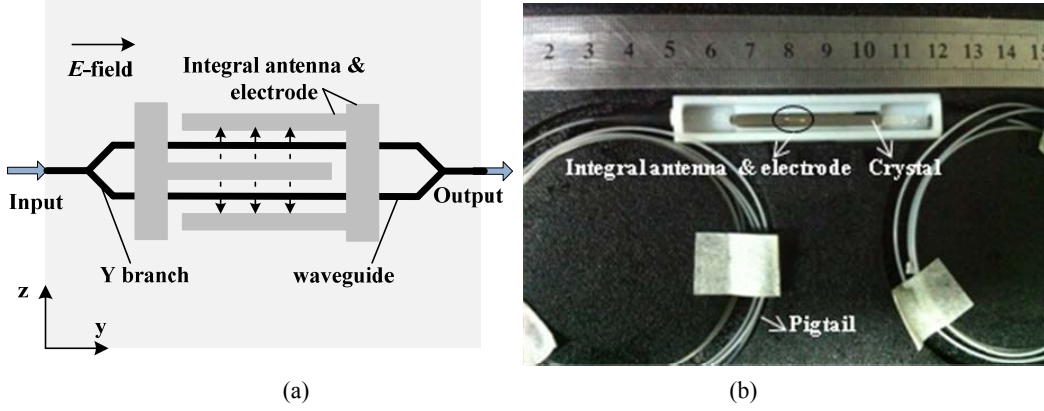 E-field
Integral antenna &
electrode
Input
Output
Y branch
waveguide
z
y
(a)
2 3 4 5 6 7 8 9 10 11 12 13 14 15
Integral antenna & electrode Crystal
Pigtail
(b)